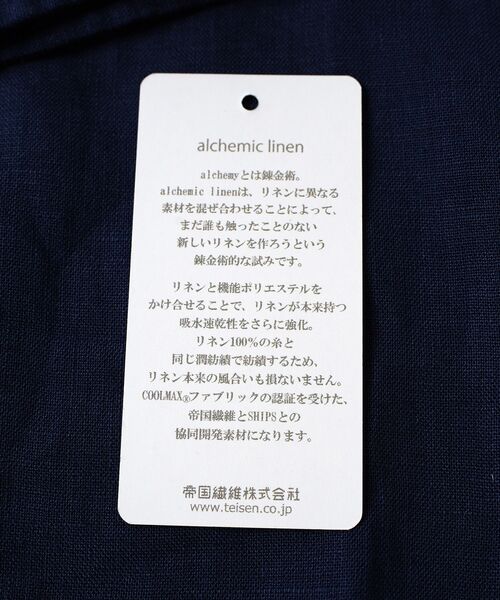 alchemic linen
alchemyとは錬金術。
alchemic linenは、リネンに異なる
素材を混ぜ合わせることによって、
まだ誰も触ったことのない
新しいリネンを作ろうという
錬金術的な試みです。
リネンと機能ポリエステルを
かけ合せることで、リネンが本来持つ
吸水速乾性をさらに強化。
リネン100%の糸と
同じ潤紡績で紡績するため、
リネン本来の風合いも損ないません。
COOLMAX®ファブリックの認証を受けた、
帝国繊維とSHIPSとの
協同開発素材になります。
帝国繊維株式会社
www.teisen.co.jp